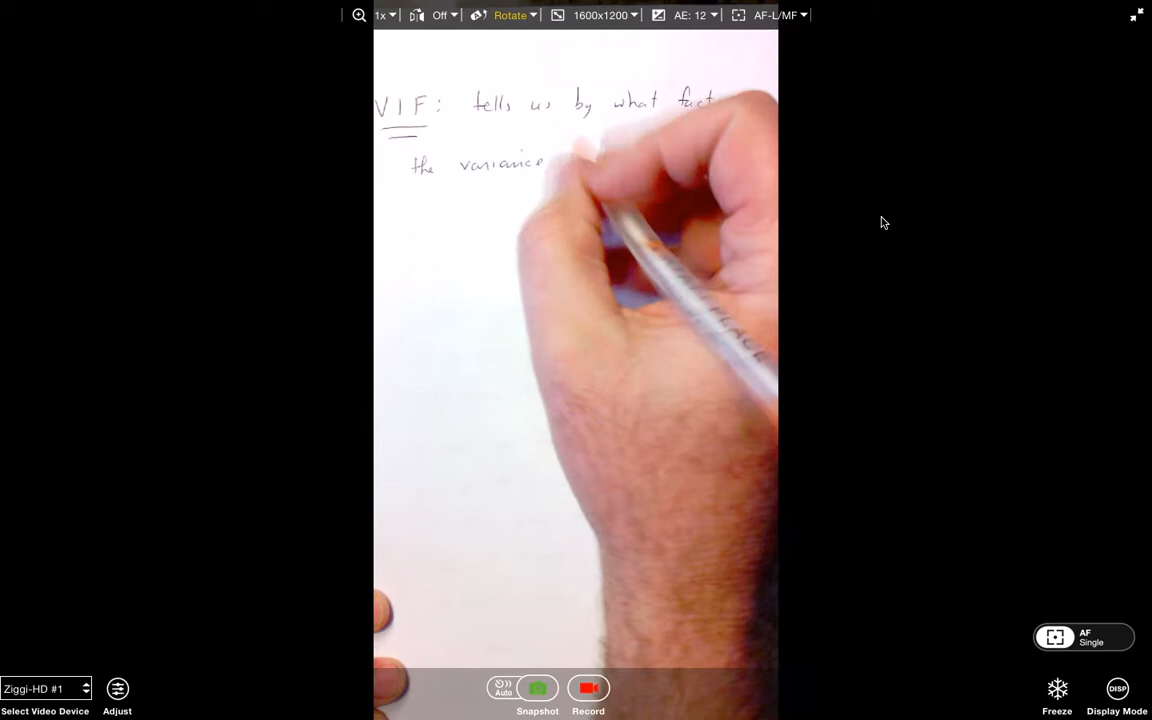 1x Off Rotate 1600x1200 AE: 12 AF-L/MF
VIF: tells us by what
the variance
AF
Single
Ziggi-HD #1
Auto
Select Video Device Adjust Snapshot Record Freeze Display Mode
DISP